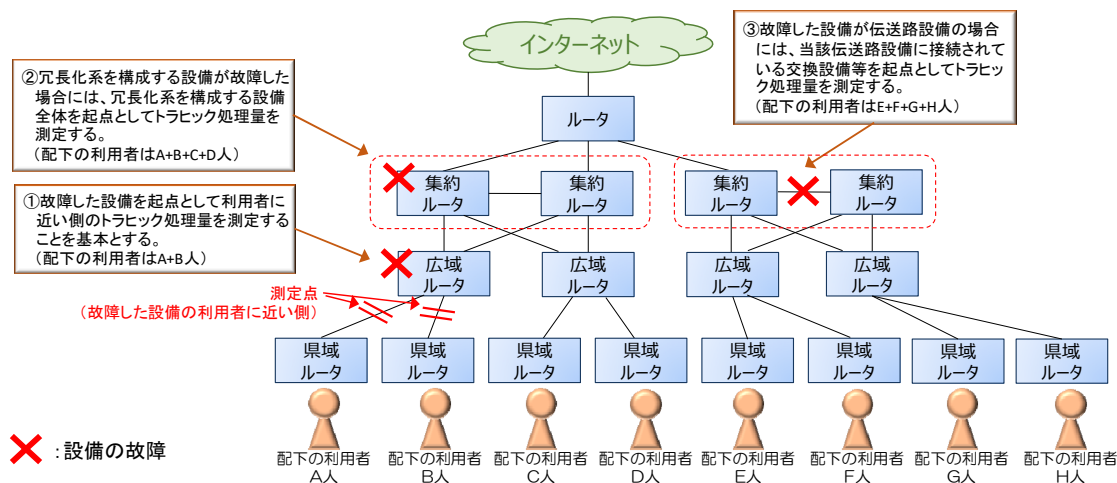 インターネット
③故障した設備が伝送路設備の場合
には、当該伝送路設備に接続されて
いる交換設備等を起点としてトラヒッ
ク処理量を測定する。
(配下の利用者はE+F+G+H人)
②冗長化系を構成する設備が故障した
場合には、冗長化系を構成する設備
全体を起点としてトラヒック処理量を
測定する。
(配下の利用者はA+B+C+D人)
ルータ
集約
ルータ
集約
ルータ
集約
ルータ
集約
ルータ
①故障した設備を起点として利用者に
近い側のトラヒック処理量を測定する
ことを基本とする。
(配下の利用者はA+B人)
広域
ルータ
広域
ルータ
広域
ルータ
広域
ルータ
測定点
(故障した設備の利用者に近い側)
県域
ルータ
県域
ルータ
県域
ルータ
県域
ルータ
県域
ルータ
県域
ルータ
県域
ルータ
県域
ルータ
:設備の故障
配下の利用者
A人
配下の利用者
B人
配下の利用者
C人
配下の利用者
D人
配下の利用者
E人
配下の利用者
F人
配下の利用者
G人
配下の利用者
H人